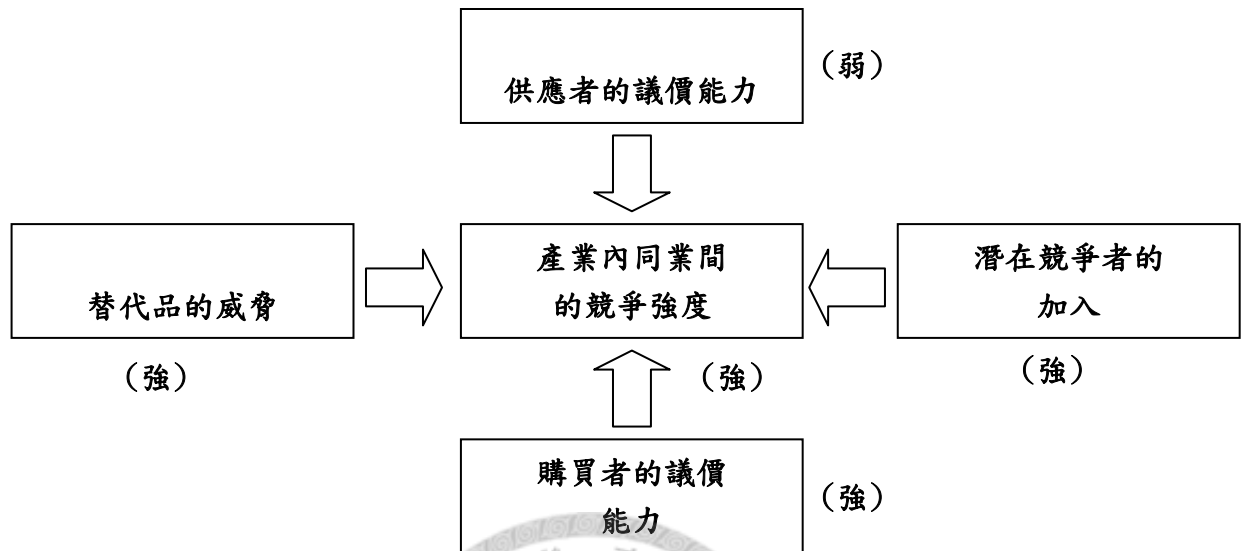 (弱)
供應者的議價能力
產業內同業間
的競爭強度
潛在競爭者的
加入
替代品的威脅
(強)
(強)
(強)
購買者的議價
能力
(強)